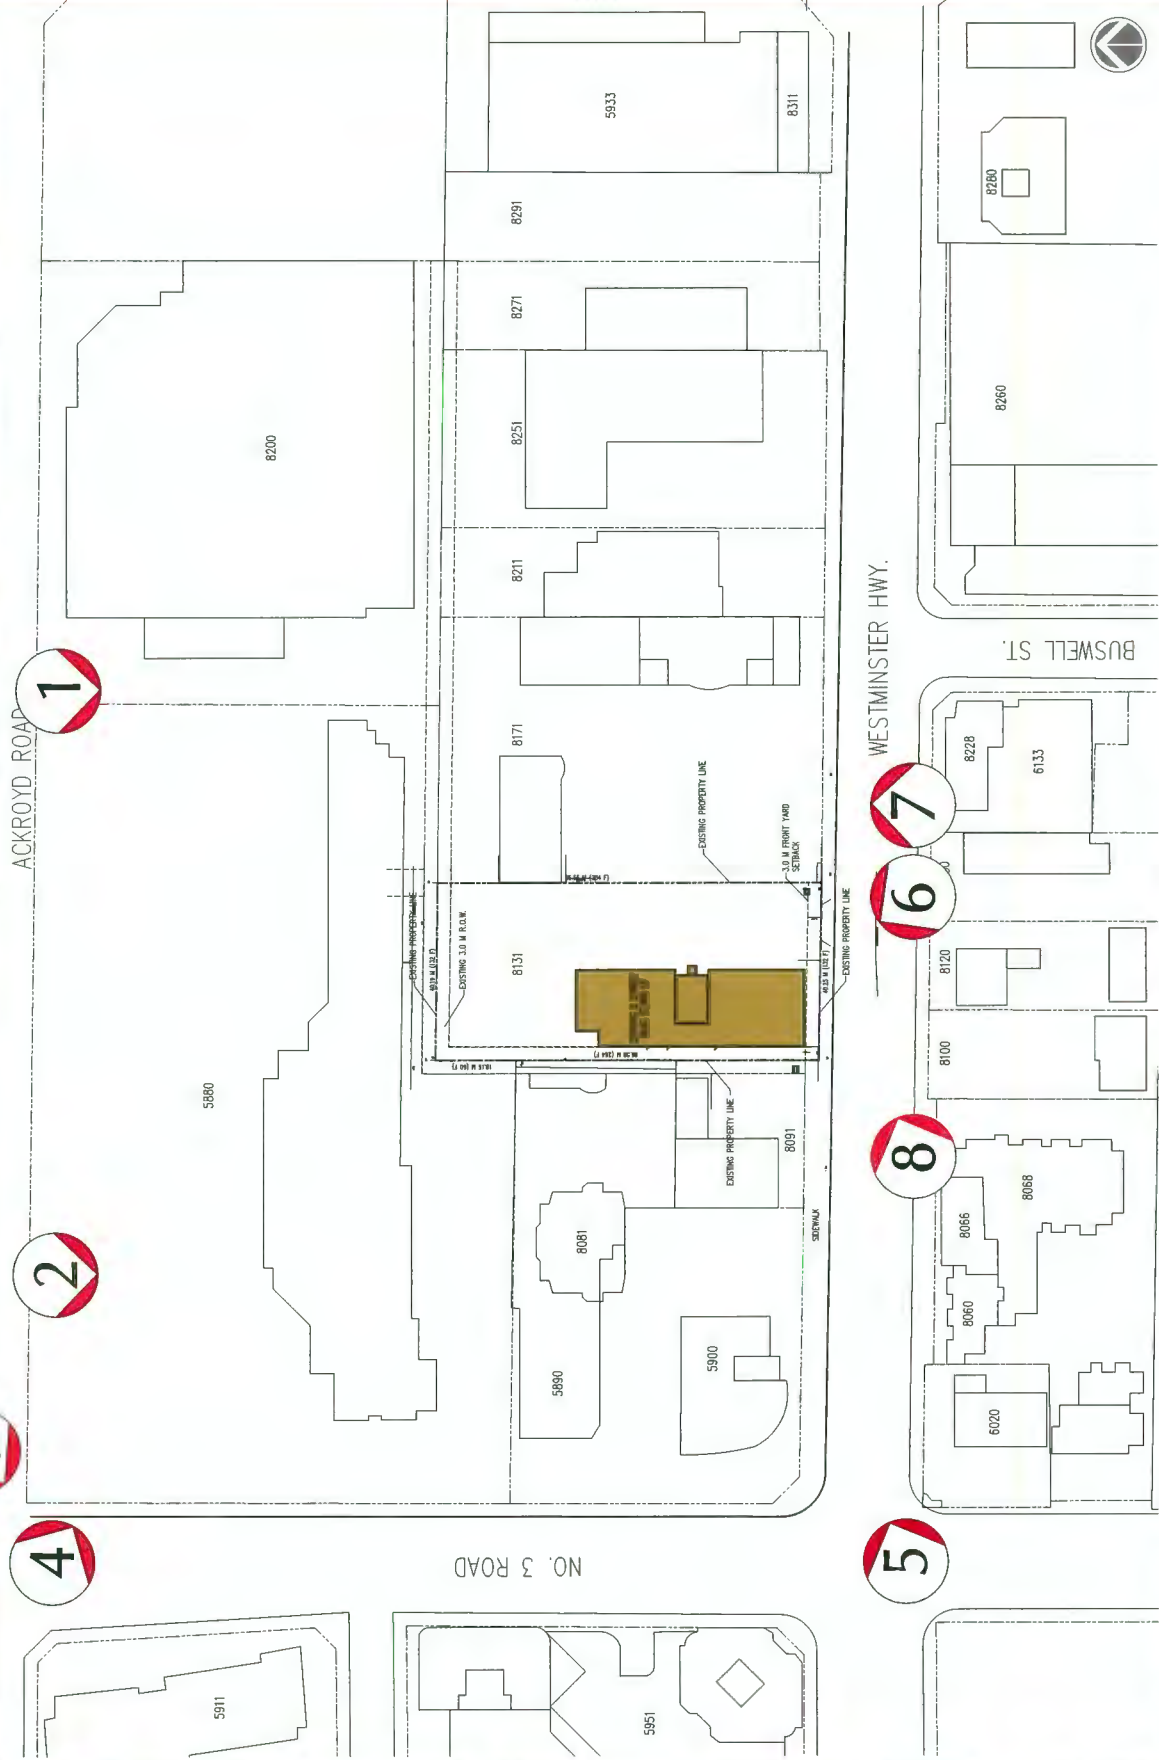 ACKROYD ROAD
WESTMINSTER HWY.
NO. 3 ROAD
BUSWELL ST.
1
2
4
5
6
7
8
5933
8311
8291
8271
8251
8211
8200
8171
8131
5880
8081
8091
5890
5900
5911
5951
8280
8260
8228
6133
8120
8100
8068
8066
8060
6020
EXISTING PROPERTY LINE
EXISTING 3.0 M R.O.W.
EXISTING PROPERTY LINE
3.0 M FRONT YARD
SETBACK
EXISTING PROPERTY LINE
EXISTING PROPERTY LINE
SIDEWALK
40.23 M (132 F)